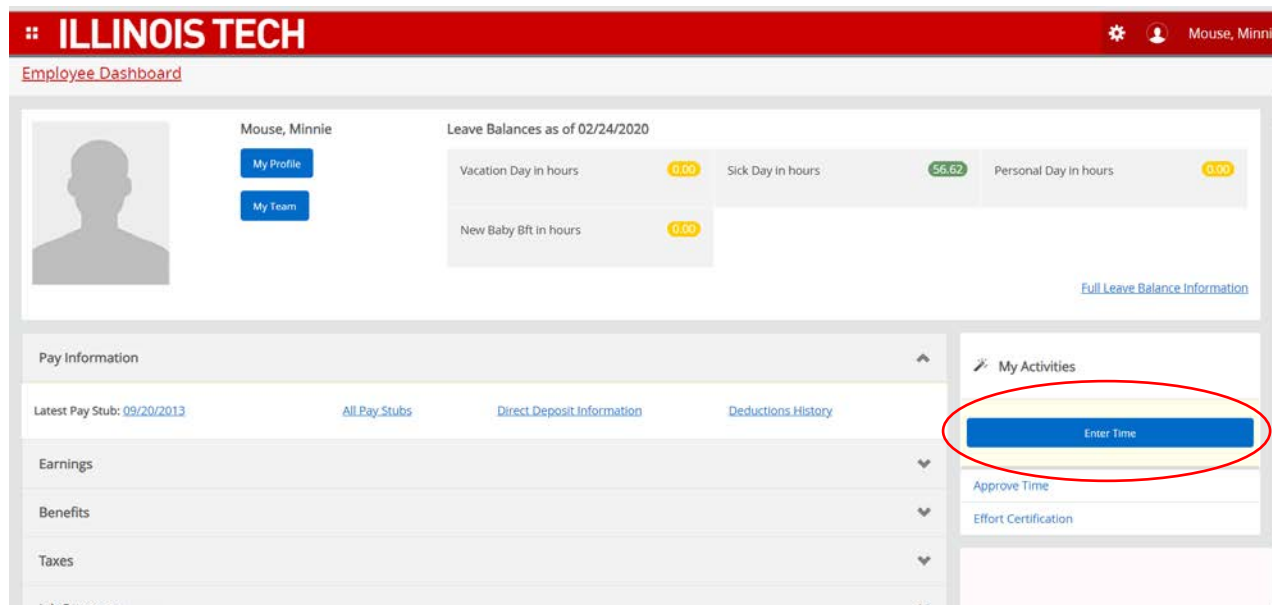 ILLINOIS TECH
Mouse, Minni
Employee Dashboard
Mouse, Minnie
Leave Balances as of 02/24/2020
My Profile
Vacation Day in hours 0.00 Sick Day in hours 56.62 Personal Day in hours 0.00
My Team
New Baby Bft in hours 0.00
Full Leave Balance Information
Pay Information
My Activities
Latest Pay Stub: 09/20/2013 All Pay Stubs Direct Deposit Information Deductions History
Enter Time
Earnings
Approve Time
Benefits
Effort Certification
Taxes